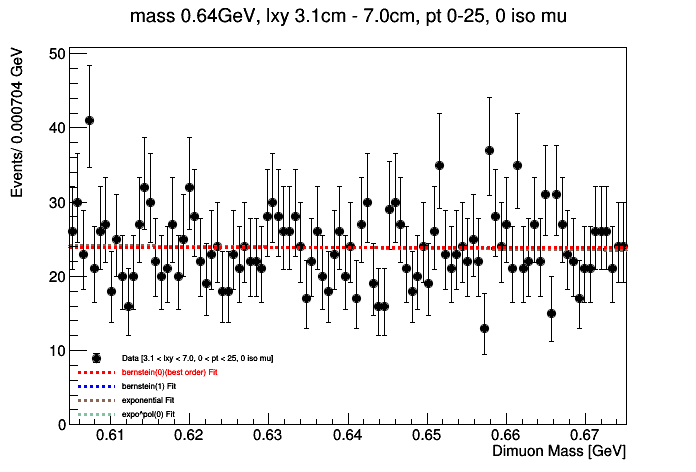 mass 0.64GeV, lxy 3.1cm - 7.0cm, pt 0-25, 0 iso mu
Events/ 0.000704 GeV
50
40
30
20
10
0
Data [3.1 < lxy < 7.0, 0 < pt < 25, 0 iso mu]
bernstein(0)(best order) Fit
bernstein(1) Fit
exponential Fit
expo*pol(0) Fit
0.61 0.62 0.63 0.64 0.65 0.66 0.67
Dimuon Mass [GeV]